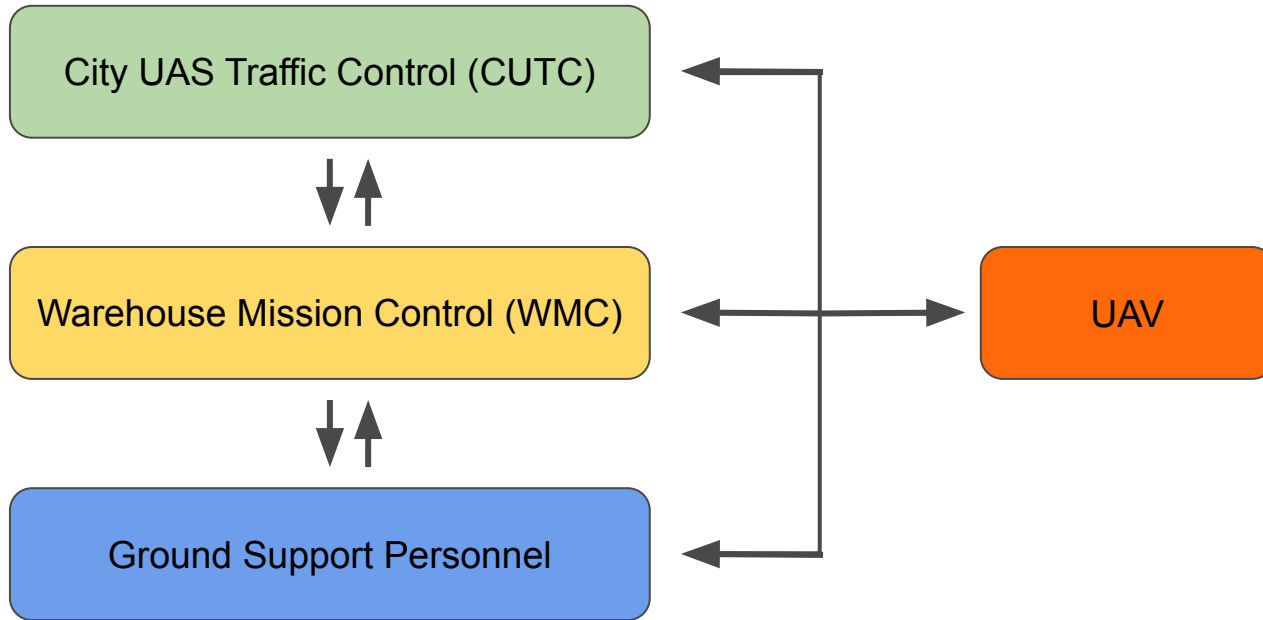 City UAS Traffic Control (CUTC)
Warehouse Mission Control (WMC)
UAV
Ground Support Personnel